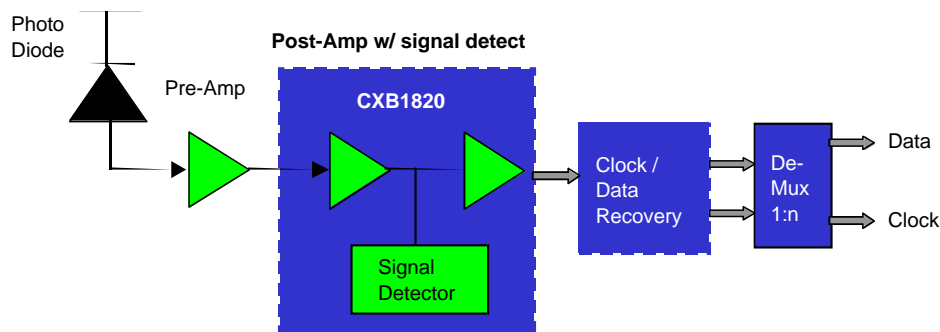 Photo
Diode
Post-Amp w/ signal detect
Pre-Amp
CXB1820
Signal
Detector
Clock /
Data
Recovery
De-
Mux
1:n
Data
Clock